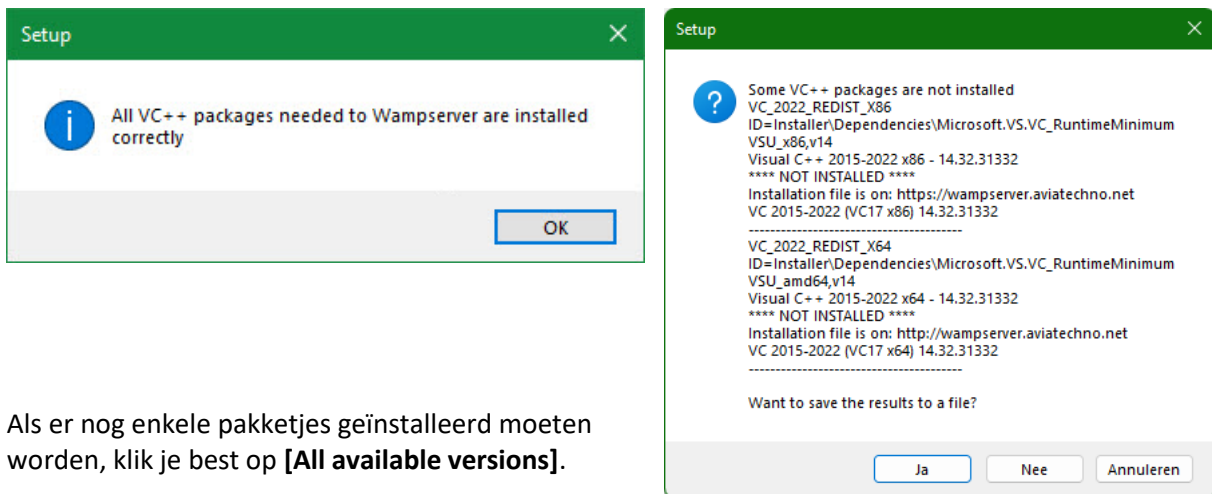 Setup
All VC++ packages needed to Wampserver are installed
correctly
OK
Als er nog enkele pakketjes geïnstalleerd moeten
worden, klik je best op [All available versions].
Setup
Some VC++ packages are not installed
VC_2022_REDIST_X86
ID=Installer\Dependencies\Microsoft.VS.VC_RuntimeMinimum
VSU_x86,v14
Visual C++ 2015-2022 x86 - 14.32.31332
**** NOT INSTALLED ****
Installation file is on: https://wampserver.aviatechno.net
VC 2015-2022 (VC17 x86) 14.32.31332
----------------------------------------
VC_2022_REDIST_X64
ID=Installer\Dependencies\Microsoft.VS.VC_RuntimeMinimum
VSU_amd64,v14
Visual C++ 2015-2022 x64 - 14.32.31332
**** NOT INSTALLED ****
Installation file is on: http://wampserver.aviatechno.net
VC 2015-2022 (VC17 x64) 14.32.31332
----------------------------------------
Want to save the results to a file?
Ja Nee Annuleren